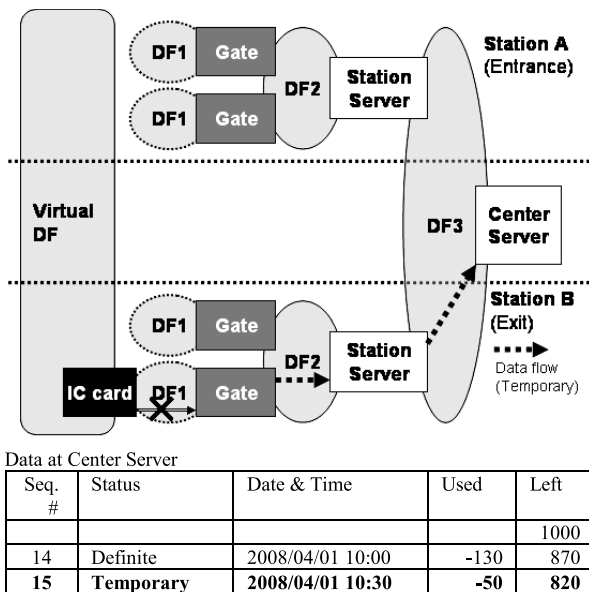 DF1 Gate
DF2
Station Server
Station A
(Entrance)
DF1 Gate
Virtual
DF
DF3
Center
Server
Station B
(Exit)
DF1 Gate
DF2
Station
Server
Data flow
(Temporary)
IC card DF1 Gate
Data at Center Server
Seq. # Status Date & Time Used Left
1000
14 Definite 2008/04/01 10:00 -130 870
15 Temporary 2008/04/01 10:30 -50 820